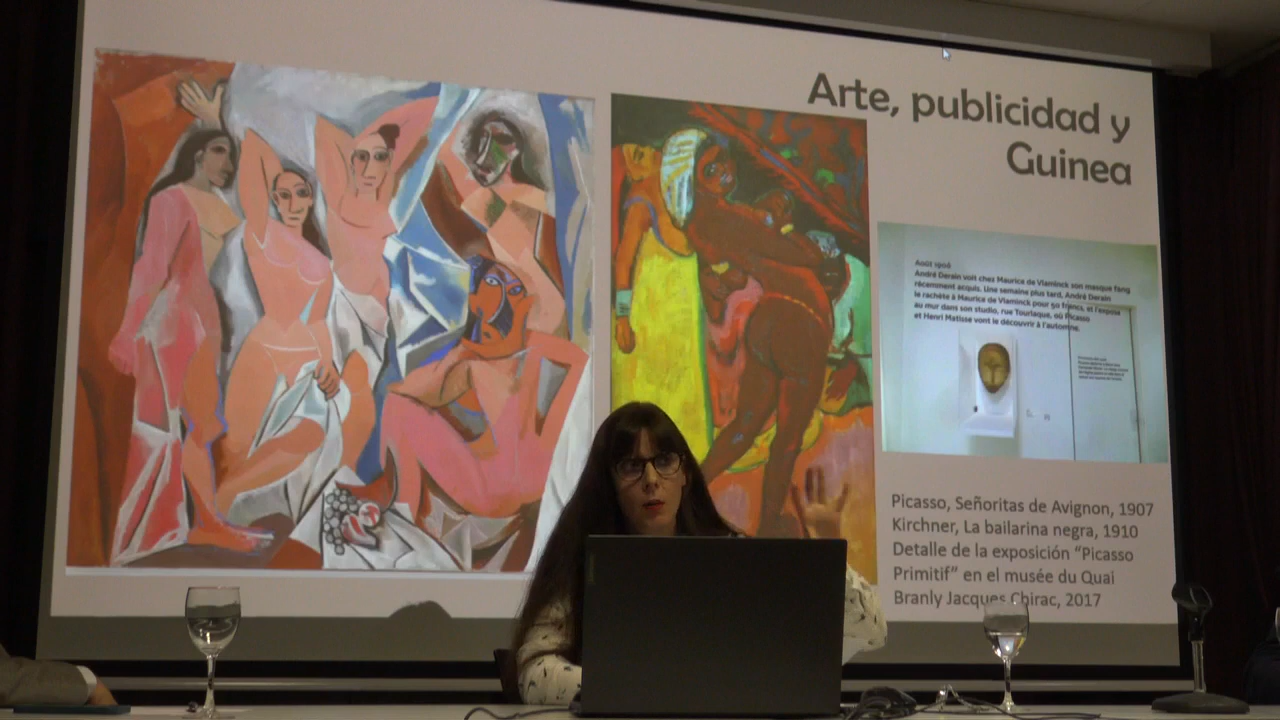 Arte, publicidad y
Guinea
Août 1906
André Derain voit chez Maurice de Vlaminck son masque fang
récemment acquis. Une semaine plus tard, André Derain
le rachète à Maurice de Vlaminck pour 50 francs, et l'expose
au mur dans son studio, rue Tourlaque, où Picasso
et Henri Matisse vont le découvrir à l'automne.
Picasso, Señoritas de Avignon, 1907
Kirchner, La bailarina negra, 1910
Detalle de la exposición “Picasso
Primitif” en el musée du Quai
Branly Jacques Chirac, 2017